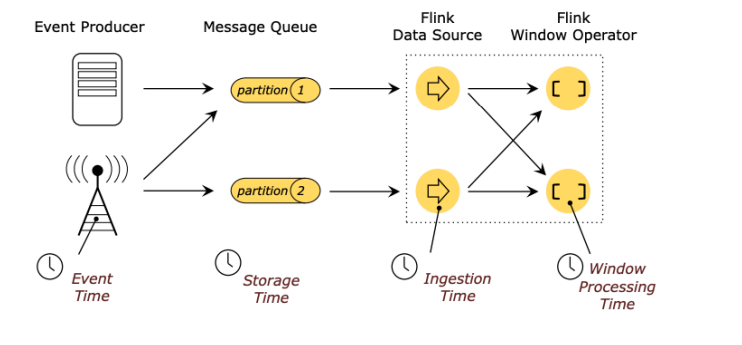 Event Producer
Message Queue
Flink
Data Source
Flink
Window Operator
partition 1
partition 2
Event
Time
Storage
Time
Ingestion
Time
Window
Processing
Time